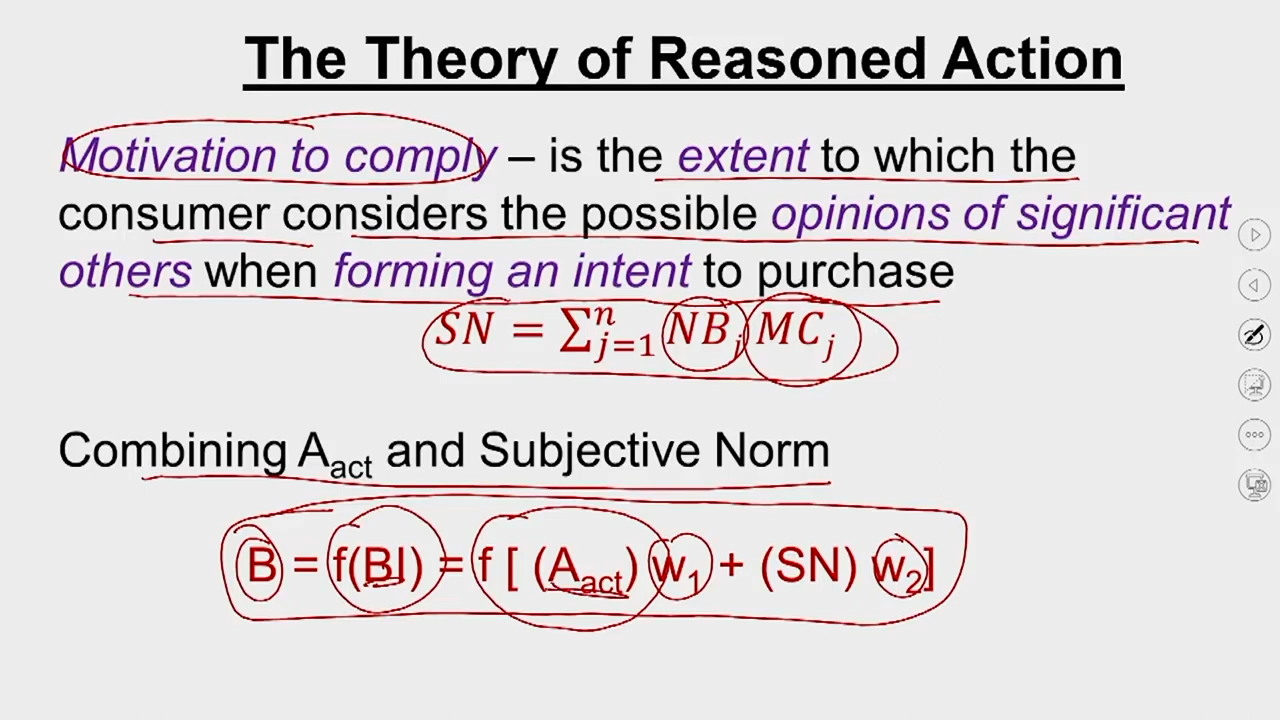 The Theory of Reasoned Action
Motivation to comply – is the extent to which the
consumer considers the possible opinions of significant
others when forming an intent to purchase
SN = ∑ⁿⱼ₌₁ NBⱼ MCⱼ
Combining Aact and Subjective Norm
B = f(BI) = f [ (Aact) w₁ + (SN) w₂]